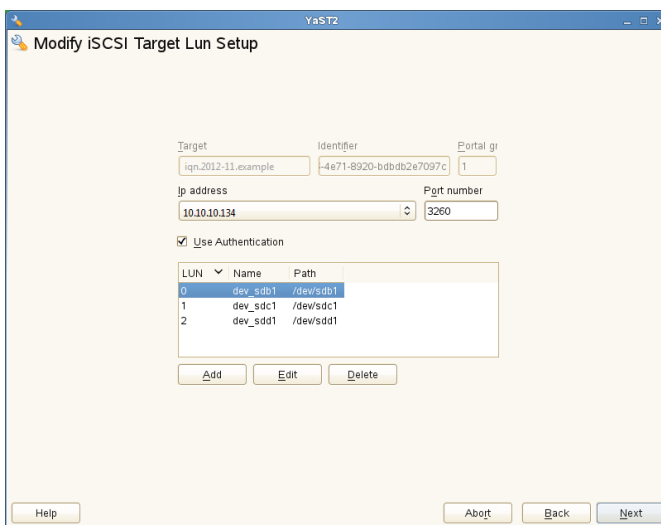 YaST2
Modify iSCSI Target Lun Setup
Target Identifier Portal gr
iqn.2012-11.example i-4e71-8920-bdbdb2e7097c 1
Ip address Port number
10.10.10.134 3260
Use Authentication
LUN Name Path
0 dev_sdb1 /dev/sdb1
1 dev_sdc1 /dev/sdc1
2 dev_sdd1 /dev/sdd1
Add Edit Delete
Help Abort Back Next